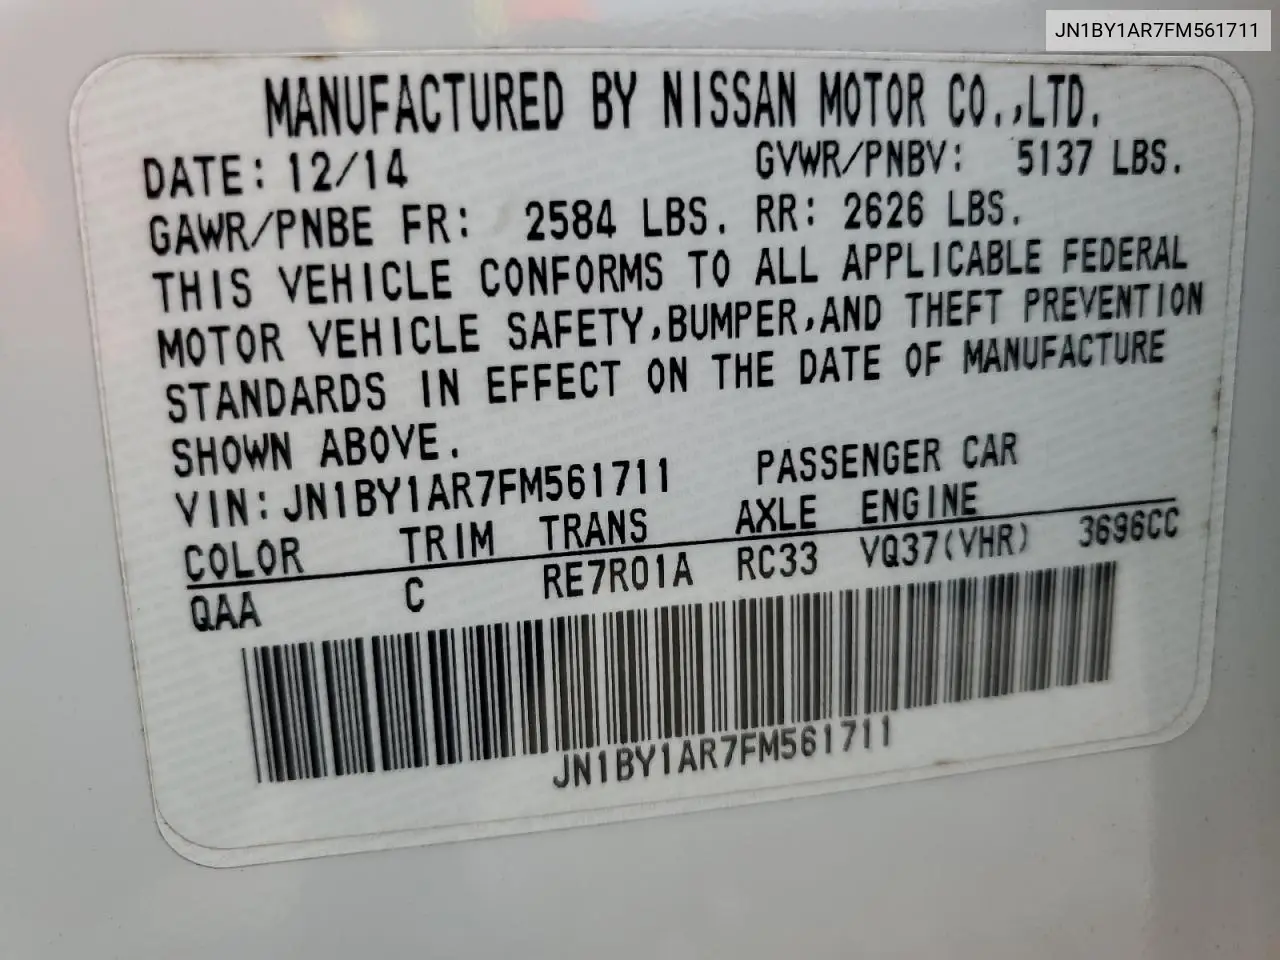 JN1BY1AR7FM561711
MANUFACTURED BY NISSAN MOTOR CO.,LTD.
DATE: 12/14 GVWR/PNBV: 5137 LBS.
GAWR/PNBE FR: 2584 LBS. RR: 2626 LBS.
THIS VEHICLE CONFORMS TO ALL APPLICABLE FEDERAL
MOTOR VEHICLE SAFETY,BUMPER,AND THEFT PREVENTION
STANDARDS IN EFFECT ON THE DATE OF MANUFACTURE
SHOWN ABOVE.
VIN: JN1BY1AR7FM561711 PASSENGER CAR
COLOR TRIM TRANS AXLE ENGINE
QAA C RE7R01A RC33 VQ37(VHR) 3696CC
JN1BY1AR7FM561711